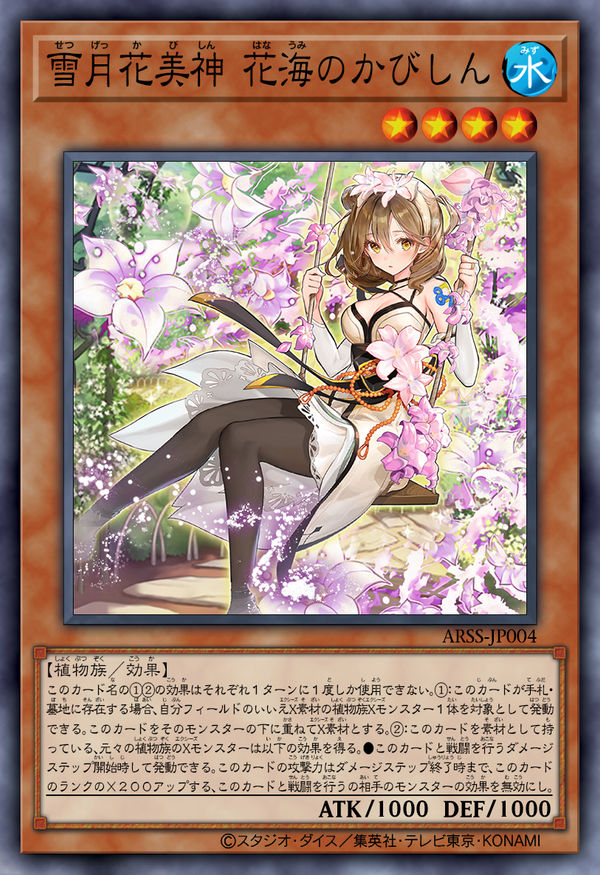 雪月花美神 花海のかびしん
水
ARSS-JP004
【植物族／効果】
このカード名の①②の効果はそれぞれ１ターンに１度しか使用できない。①：このカードが手札・
墓地に存在する場合、自分フィールドのいいえX素材の植物族Xモンスター１体を対象として発動
できる。このカードをそのモンスターの下に重ねてX素材とする。②：このカードを素材として持
っている、元々の植物族のXモンスターは以下の効果を得る。●このカードと戦闘を行うダメージ
ステップ開始時して発動できる。このカードの攻撃力はダメージステップ終了時まで、このカード
のランクの×２００アップする、このカードと戦闘を行うの相手のモンスターの効果を無効にし。
ATK/1000 DEF/1000
©スタジオ・ダイス／集英社・テレビ東京・KONAMI